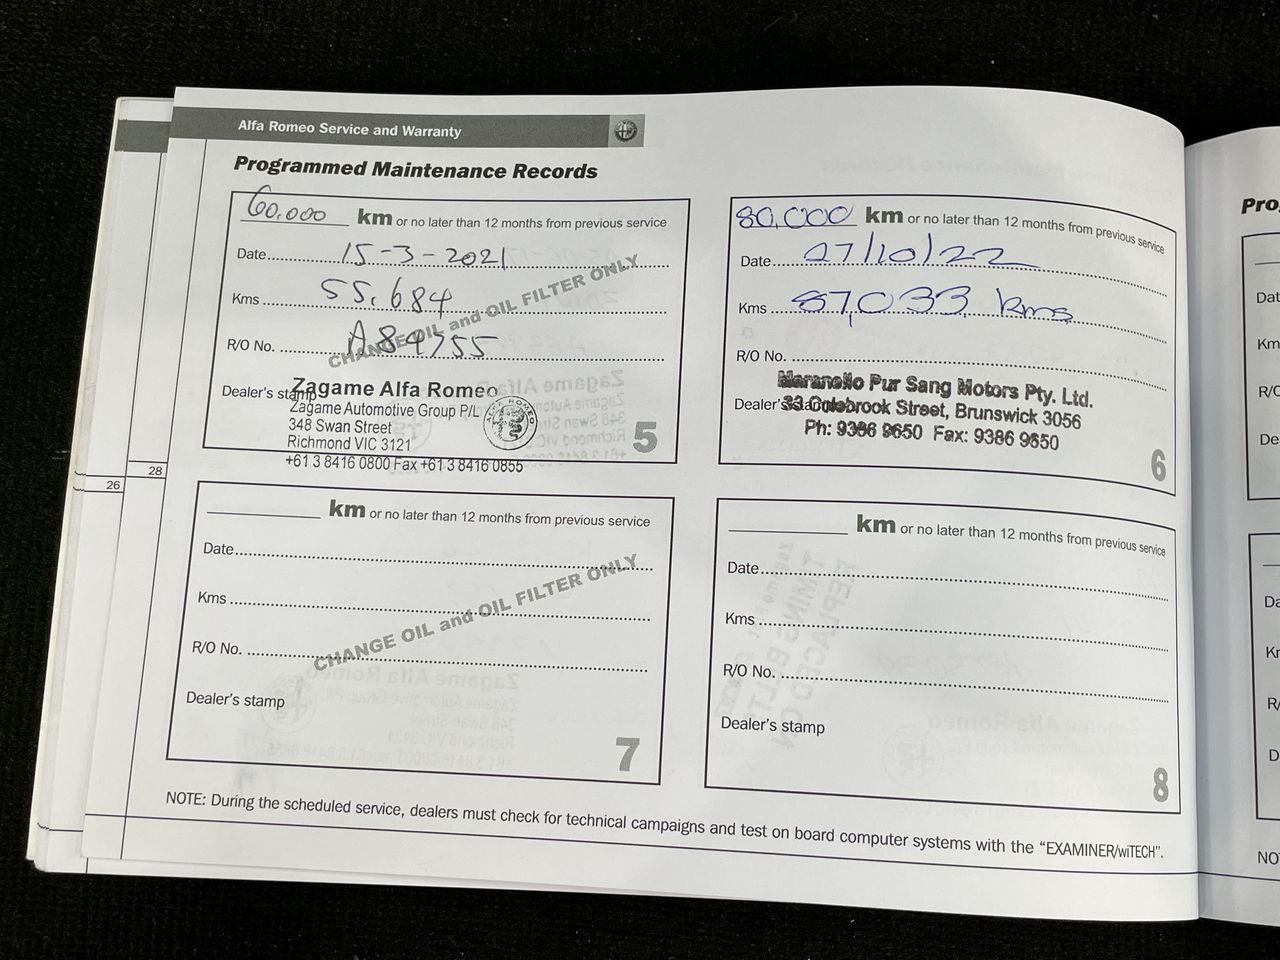 Alfa Romeo Service and Warranty
Programmed Maintenance Records
60.000 km or no later than 12 months from previous service
Date 15-3-2021
Kms 55.684
R/O No. A84755
CHANGE OIL and OIL FILTER ONLY
Dealer's stamp
Zagame Alfa Romeo
Zagame Automotive Group P/L
348 Swan Street
Richmond VIC 3121
+61 3 8416 0800 Fax +61 3 8416 0855
ALFA ROMEO
5
80,000 km or no later than 12 months from previous service
Date 27/10/22
Kms 87,033 kms
R/O No.
Dealer's stamp
Maranello Pur Sang Motors Pty. Ltd.
33 Colebrook Street, Brunswick 3056
Ph: 9386 9650 Fax: 9386 9650
6
km or no later than 12 months from previous service
Date
Kms
R/O No.
CHANGE OIL and OIL FILTER ONLY
Dealer's stamp
7
km or no later than 12 months from previous service
Date
Kms
R/O No.
Dealer's stamp
8
NOTE: During the scheduled service, dealers must check for technical campaigns and test on board computer systems with the “EXAMINER/wiTECH”.
28
26